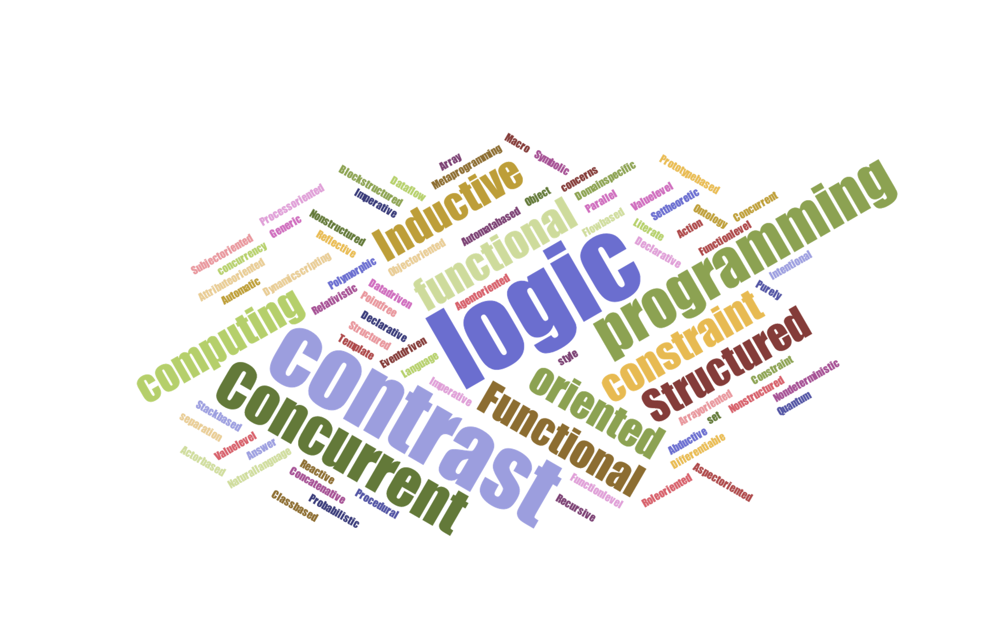 Macro
Array
Metaprogramming
Symbolic
Prototypebased
Blockstructured
Dataflow
Inductive
concerns
Domainspecific
programming
Processoriented
Imperative
Object
Parallel
Valuelevel
Settheoretic
Ontology
Concurrent
Generic
Nonstructured
Automatabased
functional
Flowbased
Literate
Action
Functionlevel
Reflective
Subjectoriented
concurrency
Objectoriented
Declarative
Intentional
Attributeoriented
Automatic
Dynamicscripting
Polymorphic
Relativistic
Datadriven
Agentoriented
logic
Purely
Pointfree
constraint
computing
Declarative
Structured
Template
Eventdriven
Language
style
structured
contrast
Concurrent
Imperative
oriented
Functional
Constraint
Nondeterministic
Nonstructured
Arrayoriented
Quantum
set
Stackbased
separation
Valuelevel
Answer
Actorbased
Naturallanguage
Abductive
Differentiable
Reactive
Concatenative
Aspectoriented
Roleoriented
Functionlevel
Classbased
Probabilistic
Procedural
Recursive